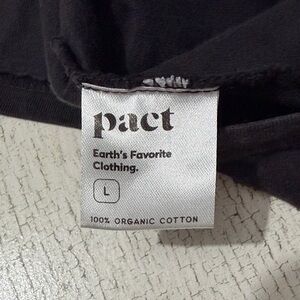 pact
Earth's Favorite
Clothing.
L
100% ORGANIC COTTON